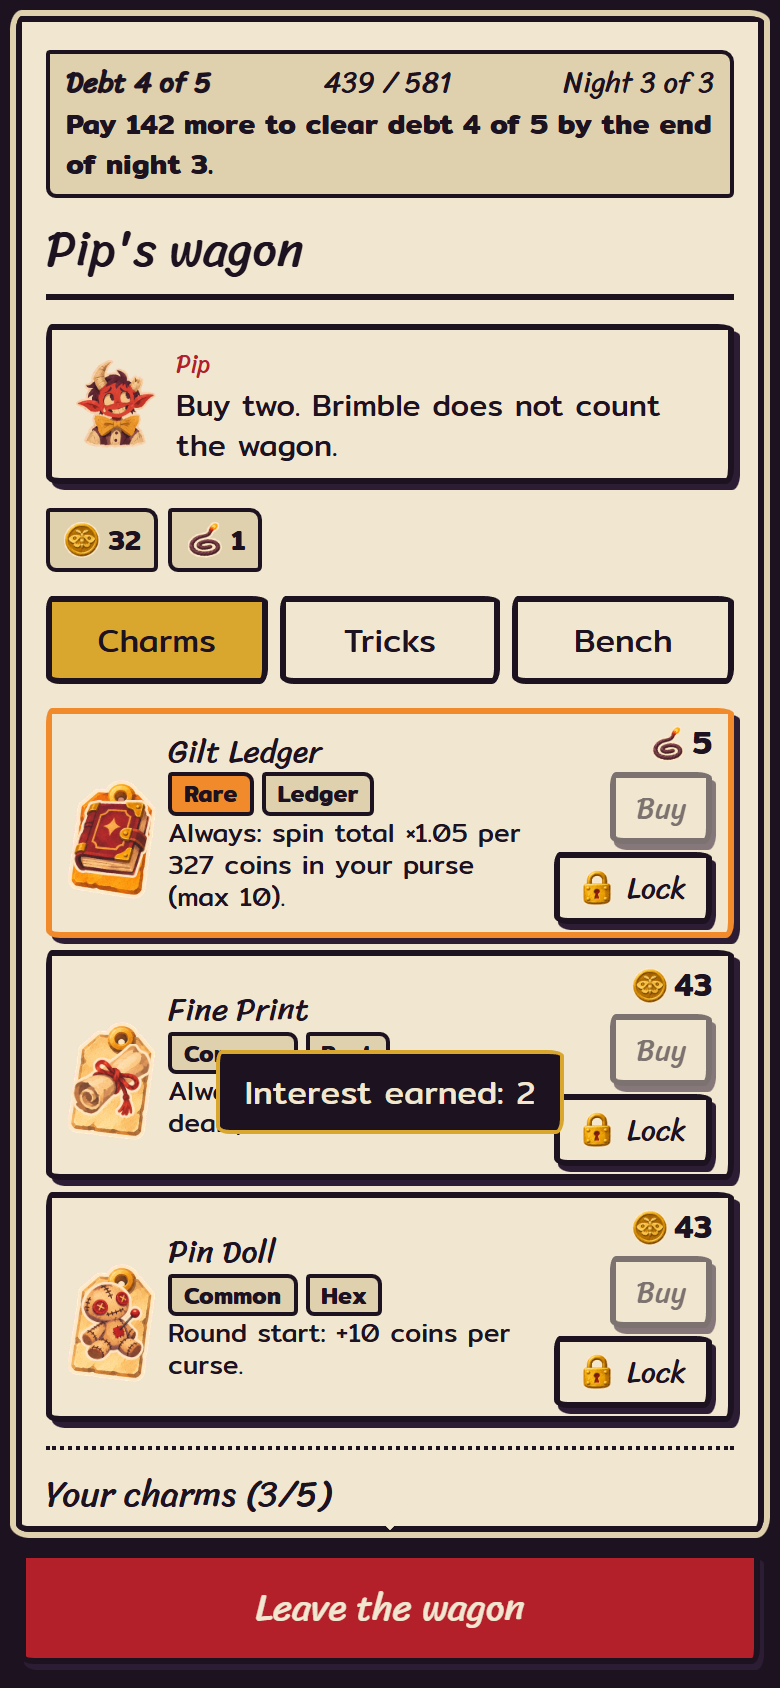 Debt 4 of 5 439 / 581 Night 3 of 3
Pay 142 more to clear debt 4 of 5 by the end
of night 3.
Pip's wagon
Pip
Buy two. Brimble does not count
the wagon.
32 1
Charms Tricks Bench
Gilt Ledger
5
Rare Ledger
Buy
Always: spin total ×1.05 per
327 coins in your purse
(max 10).
Lock
Fine Print
43
Buy
Interest earned: 2
Lock
Pin Doll
43
Common Hex
Buy
Round start: +10 coins per
curse.
Lock
Your charms (3/5)
Leave the wagon